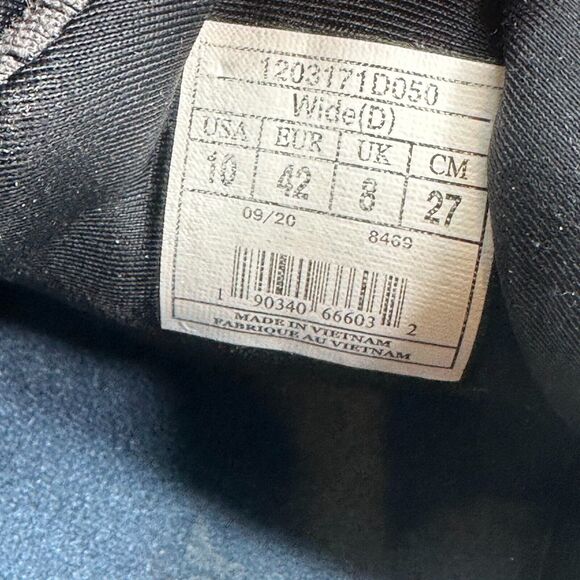 1203171D050
Wide(D)
USA EUR UK CM
10 42 8 27
09/20 8469
1 90340 66603 2
MADE IN VIETNAM
FABRIQUE AU VIETNAM